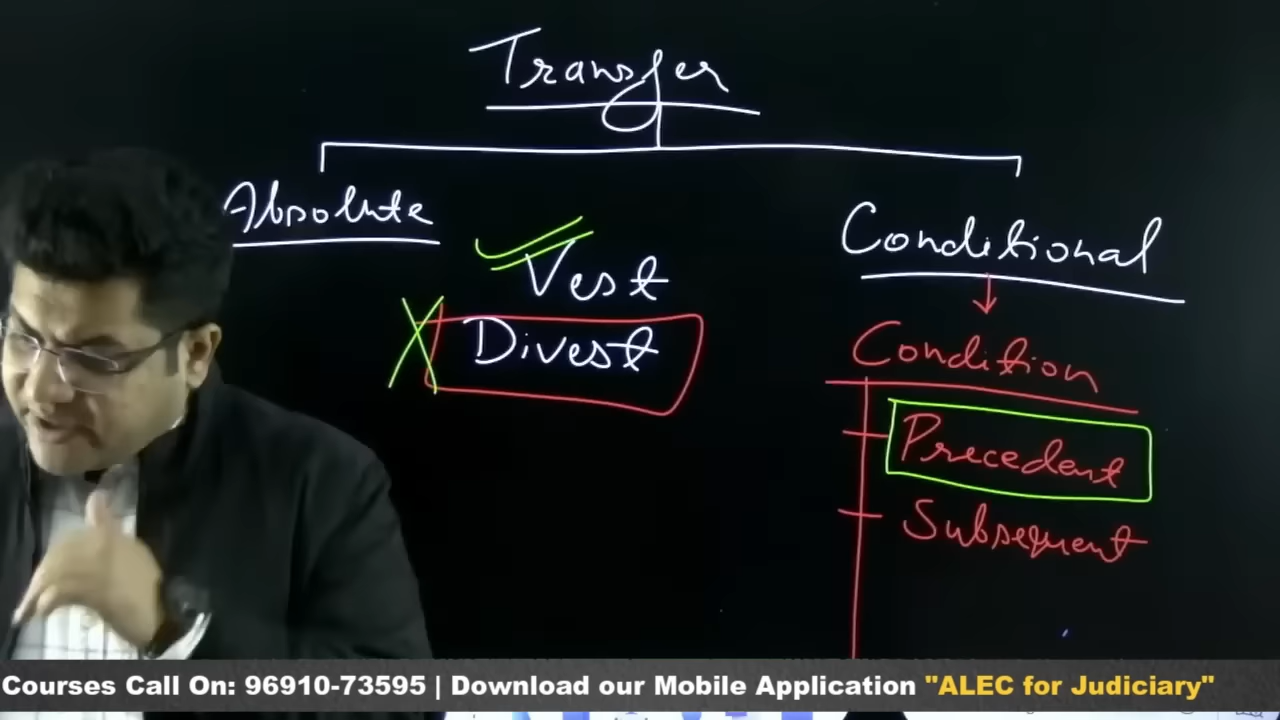 Transfer
Absolute
Conditional
Vest
Divest
Condition
Precedent
Subsequent
Courses Call On: 96910-73595 | Download our Mobile Application "ALEC for Judiciary"